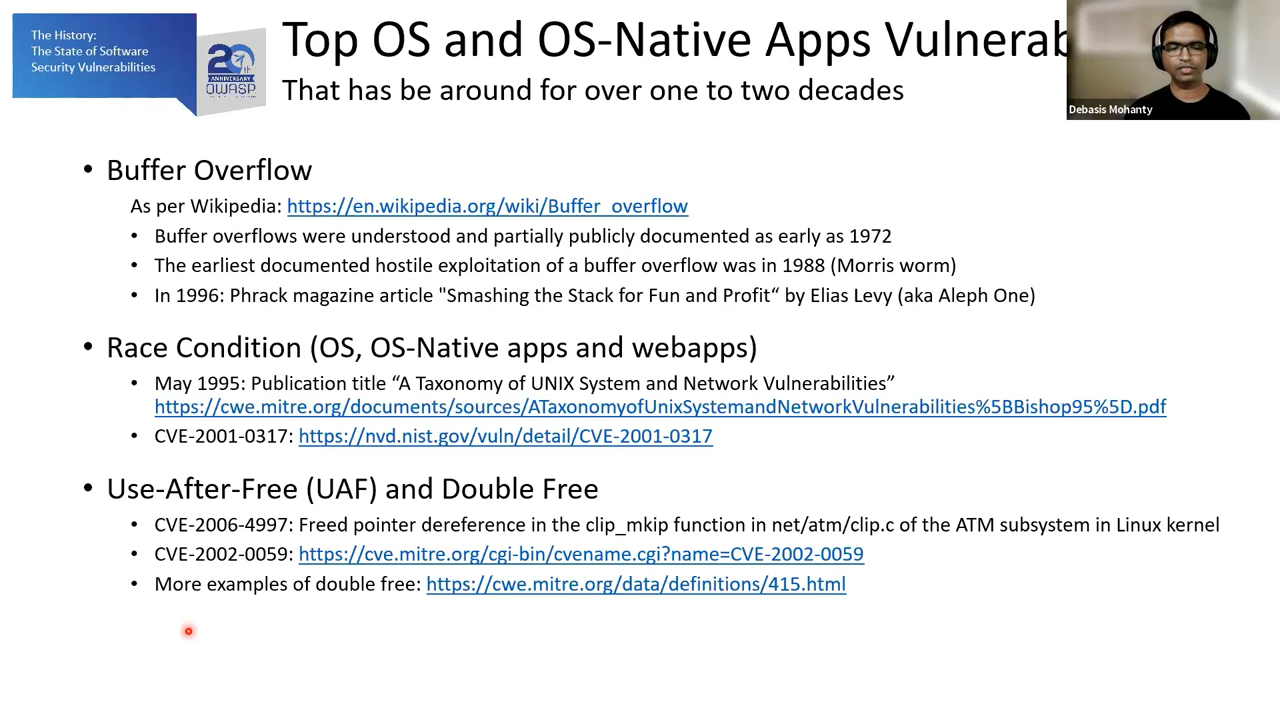 The History:
The State of Software
Security Vulnerabilities
20
ANNIVERSARY
OWASP
Top OS and OS-Native Apps Vulnerab
That has be around for over one to two decades
Debasis Mohanty
• Buffer Overflow
As per Wikipedia: https://en.wikipedia.org/wiki/Buffer_overflow
• Buffer overflows were understood and partially publicly documented as early as 1972
• The earliest documented hostile exploitation of a buffer overflow was in 1988 (Morris worm)
• In 1996: Phrack magazine article "Smashing the Stack for Fun and Profit“ by Elias Levy (aka Aleph One)
• Race Condition (OS, OS-Native apps and webapps)
• May 1995: Publication title “A Taxonomy of UNIX System and Network Vulnerabilities”
https://cwe.mitre.org/documents/sources/ATaxonomyofUnixSystemandNetworkVulnerabilities%5BBishop95%5D.pdf
• CVE-2001-0317: https://nvd.nist.gov/vuln/detail/CVE-2001-0317
• Use-After-Free (UAF) and Double Free
• CVE-2006-4997: Freed pointer dereference in the clip_mkip function in net/atm/clip.c of the ATM subsystem in Linux kernel
• CVE-2002-0059: https://cve.mitre.org/cgi-bin/cvename.cgi?name=CVE-2002-0059
• More examples of double free: https://cwe.mitre.org/data/definitions/415.html